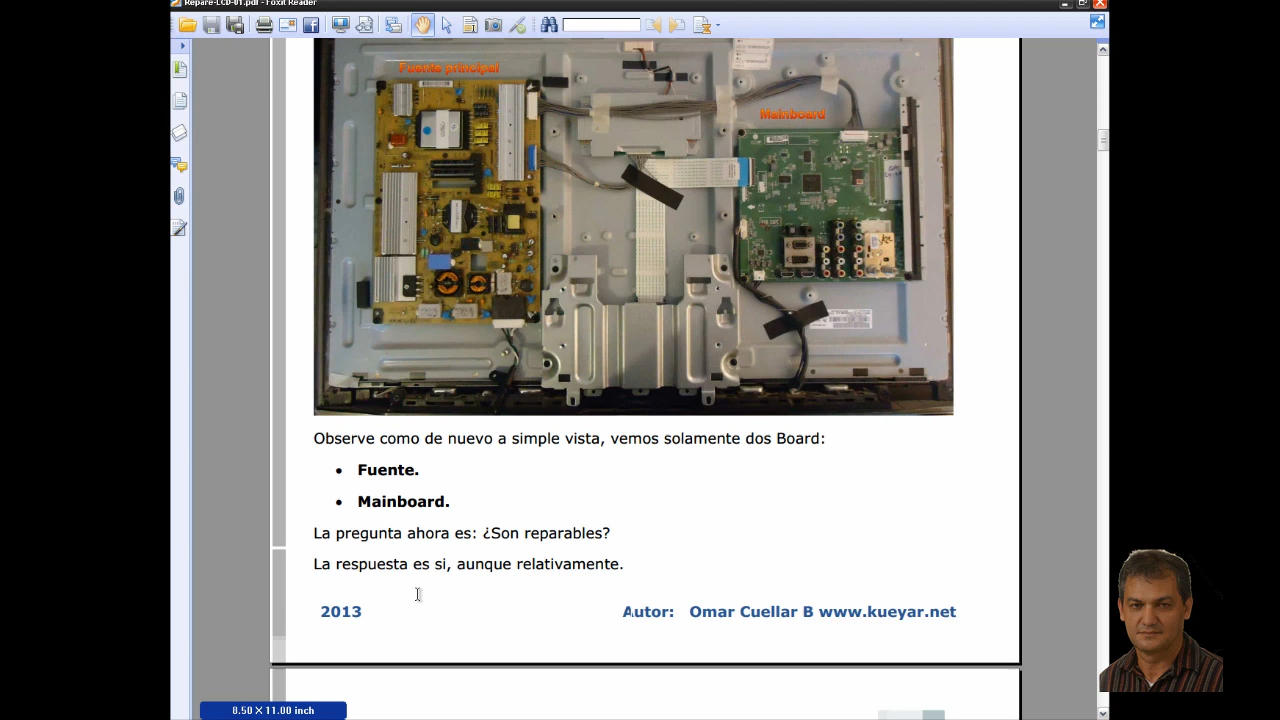 Repare-LCD-01.pdf - Foxit Reader
Fuente principal
Mainboard
Observe como de nuevo a simple vista, vemos solamente dos Board:
• Fuente.
• Mainboard.
La pregunta ahora es: ¿Son reparables?
La respuesta es si, aunque relativamente.
2013 Autor: Omar Cuellar B www.kueyar.net
8.50 X 11.00 inch